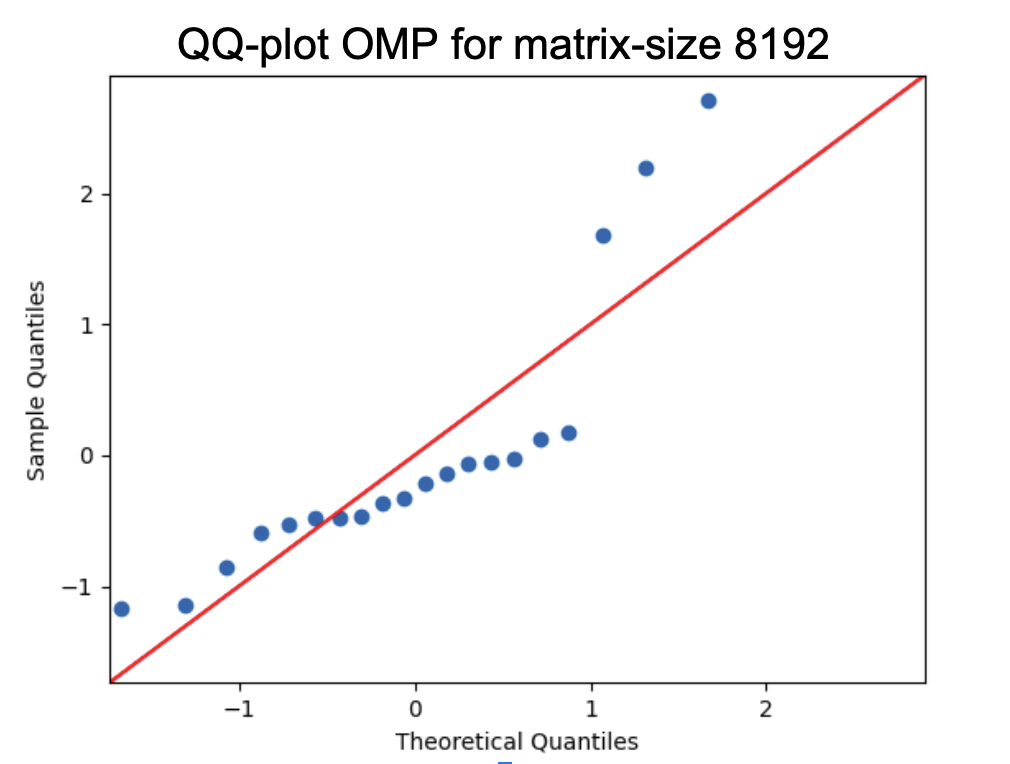 QQ-plot OMP for matrix-size 8192
2
1
0
−1
Sample Quantiles
−1 0 1 2
Theoretical Quantiles